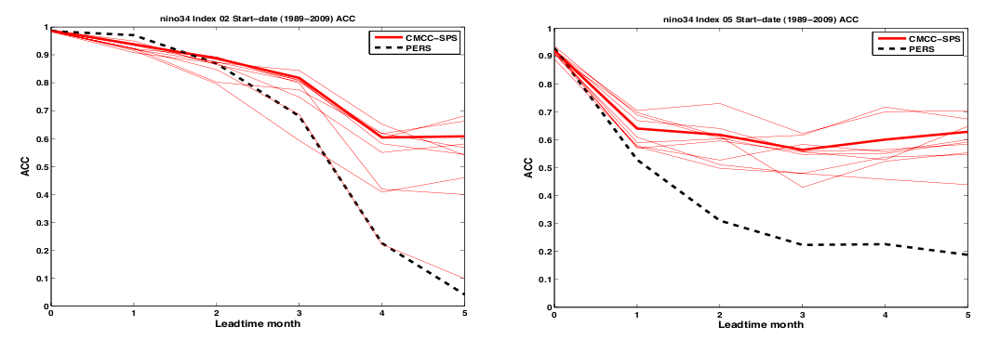 nino34 Index 02 Start-date (1989-2009) ACC
CMCC-SPS
PERS
ACC
1
0.9
0.8
0.7
0.6
0.5
0.4
0.3
0.2
0.1
0
0 1 2 3 4 5
Leadtime month
nino34 Index 05 Start-date (1989-2009) ACC
CMCC-SPS
PERS
ACC
1
0.9
0.8
0.7
0.6
0.5
0.4
0.3
0.2
0.1
0
0 1 2 3 4 5
Leadtime month